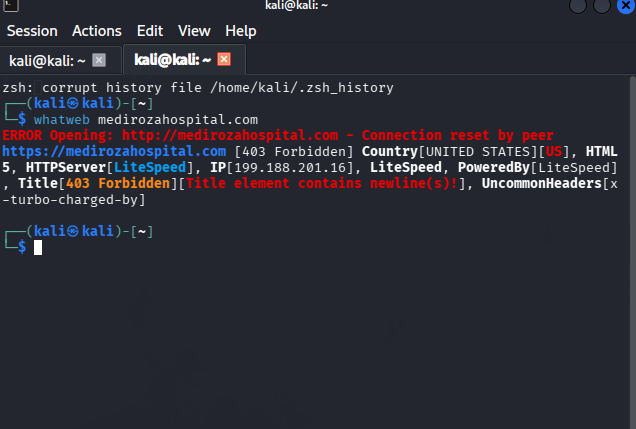 kali@kali: ~
Session Actions Edit View Help
kali@kali: ~ kali@kali: ~
zsh: corrupt history file /home/kali/.zsh_history
┌──(kali㉿kali)-[~]
└─$ whatweb medirozahospital.com
ERROR Opening: http://medirozahospital.com - Connection reset by peer
https://medirozahospital.com [403 Forbidden] Country[UNITED STATES][US], HTML
5, HTTPServer[LiteSpeed], IP[199.188.201.16], LiteSpeed, PoweredBy[LiteSpeed]
, Title[403 Forbidden][Title element contains newline(s)!], UncommonHeaders[x
-turbo-charged-by]
┌──(kali㉿kali)-[~]
└─$